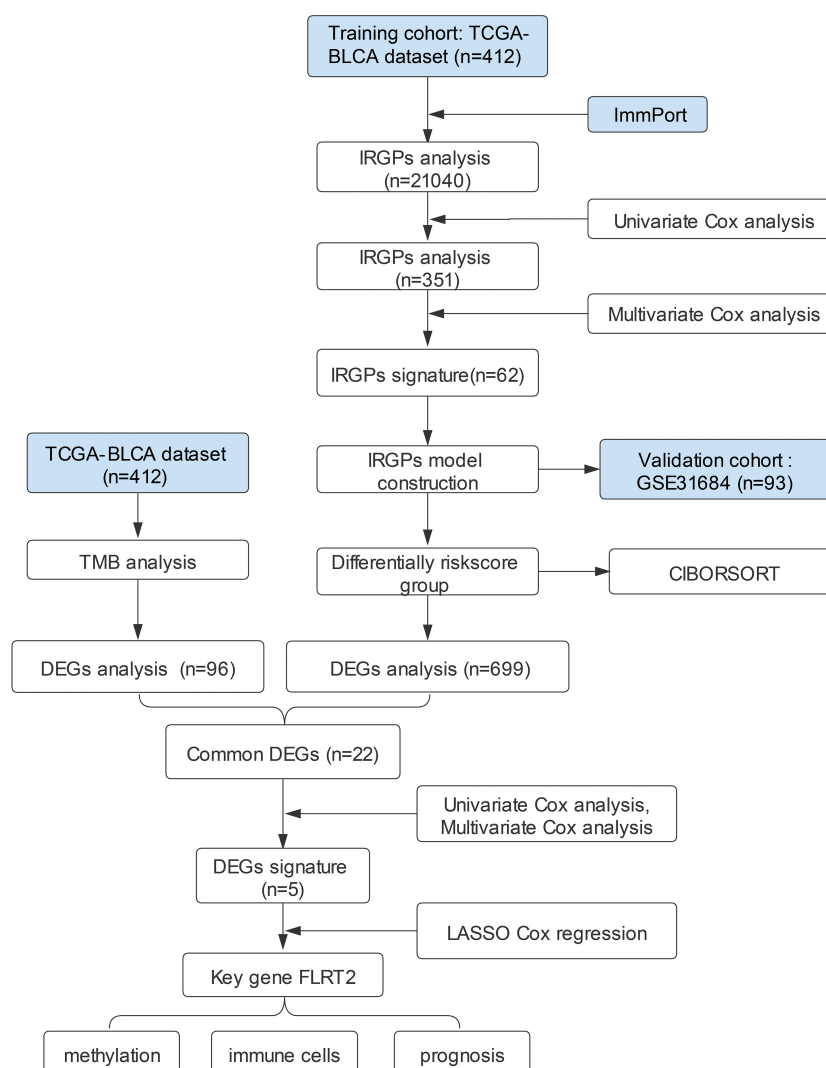 Training cohort: TCGA-
BLCA dataset (n=412)
ImmPort
IRGPs analysis
(n=21040)
Univariate Cox analysis
IRGPs analysis
(n=351)
Multivariate Cox analysis
IRGPs signature(n=62)
TCGA-BLCA dataset
(n=412)
IRGPs model
construction
Validation cohort :
GSE31684 (n=93)
TMB analysis
Differentially riskscore
group
CIBORSORT
DEGs analysis (n=96)
DEGs analysis (n=699)
Common DEGs (n=22)
Univariate Cox analysis,
Multivariate Cox analysis
DEGs signature
(n=5)
LASSO Cox regression
Key gene FLRT2
methylation
immune cells
prognosis